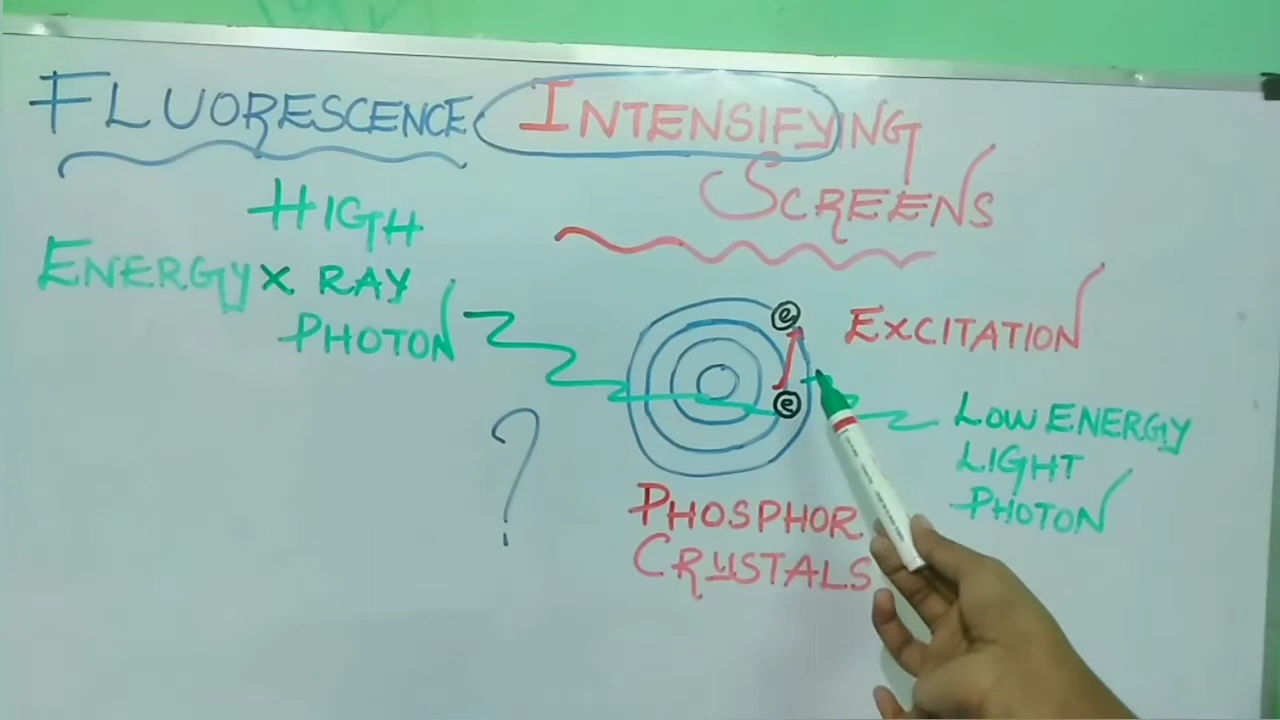 FLUORESCENCE INTENSIFYING
SCREENS
HIGH
ENERGY X RAY
PHOTON
e
EXCITATION
e
LOW ENERGY
LIGHT
PHOTON
?
PHOSPHOR
CRYSTALS